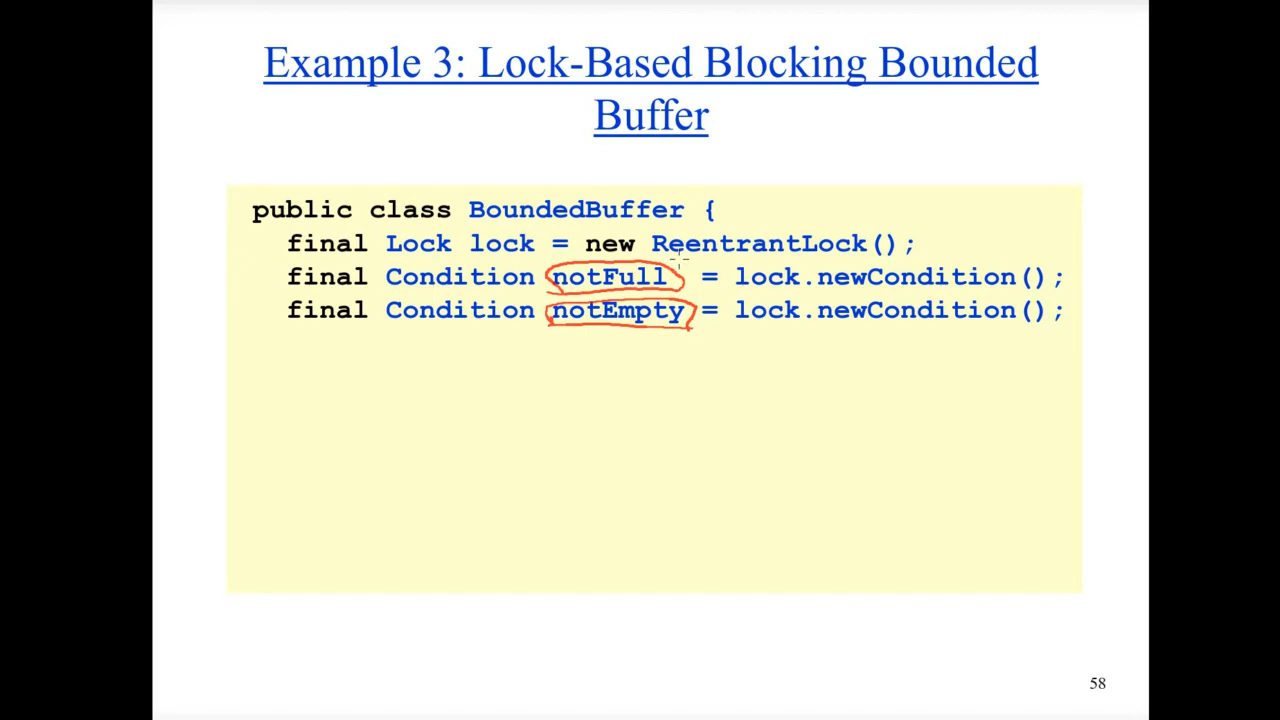 Example 3: Lock-Based Blocking Bounded
Buffer
public class BoundedBuffer {
final Lock lock = new ReentrantLock();
final Condition notFull = lock.newCondition();
final Condition notEmpty = lock.newCondition();
58